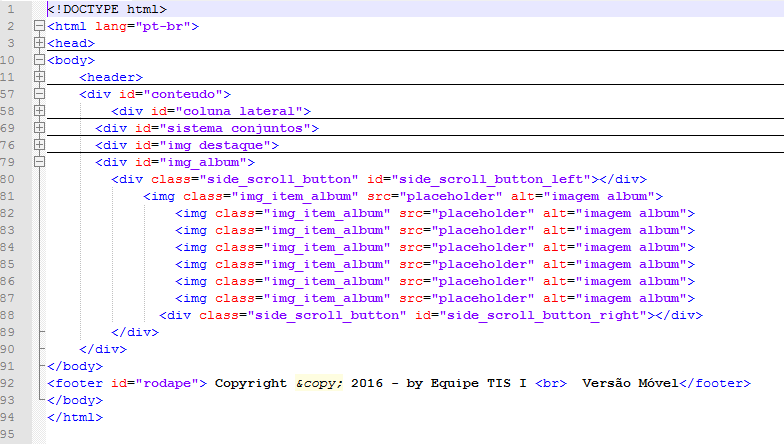 1 <!DOCTYPE html>
2 <html lang="pt-br">
3 <head>
10 <body>
11 <header>
57 <div id="conteudo">
58 <div id="coluna lateral">
69 <div id="sistema conjuntos">
76 <div id="img destaque">
79 <div id="img_album">
80 <div class="side_scroll_button" id="side_scroll_button_left"></div>
81 <img class="img_item_album" src="placeholder" alt="imagem album">
82 <img class="img_item_album" src="placeholder" alt="imagem album">
83 <img class="img_item_album" src="placeholder" alt="imagem album">
84 <img class="img_item_album" src="placeholder" alt="imagem album">
85 <img class="img_item_album" src="placeholder" alt="imagem album">
86 <img class="img_item_album" src="placeholder" alt="imagem album">
87 <img class="img_item_album" src="placeholder" alt="imagem album">
88 <div class="side_scroll_button" id="side_scroll_button_right"></div>
89 </div>
90 </div>
91 </body>
92 <footer id="rodape"> Copyright &copy; 2016 - by Equipe TIS I <br>  Versão Móvel</footer>
93 </body>
94 </html>
95